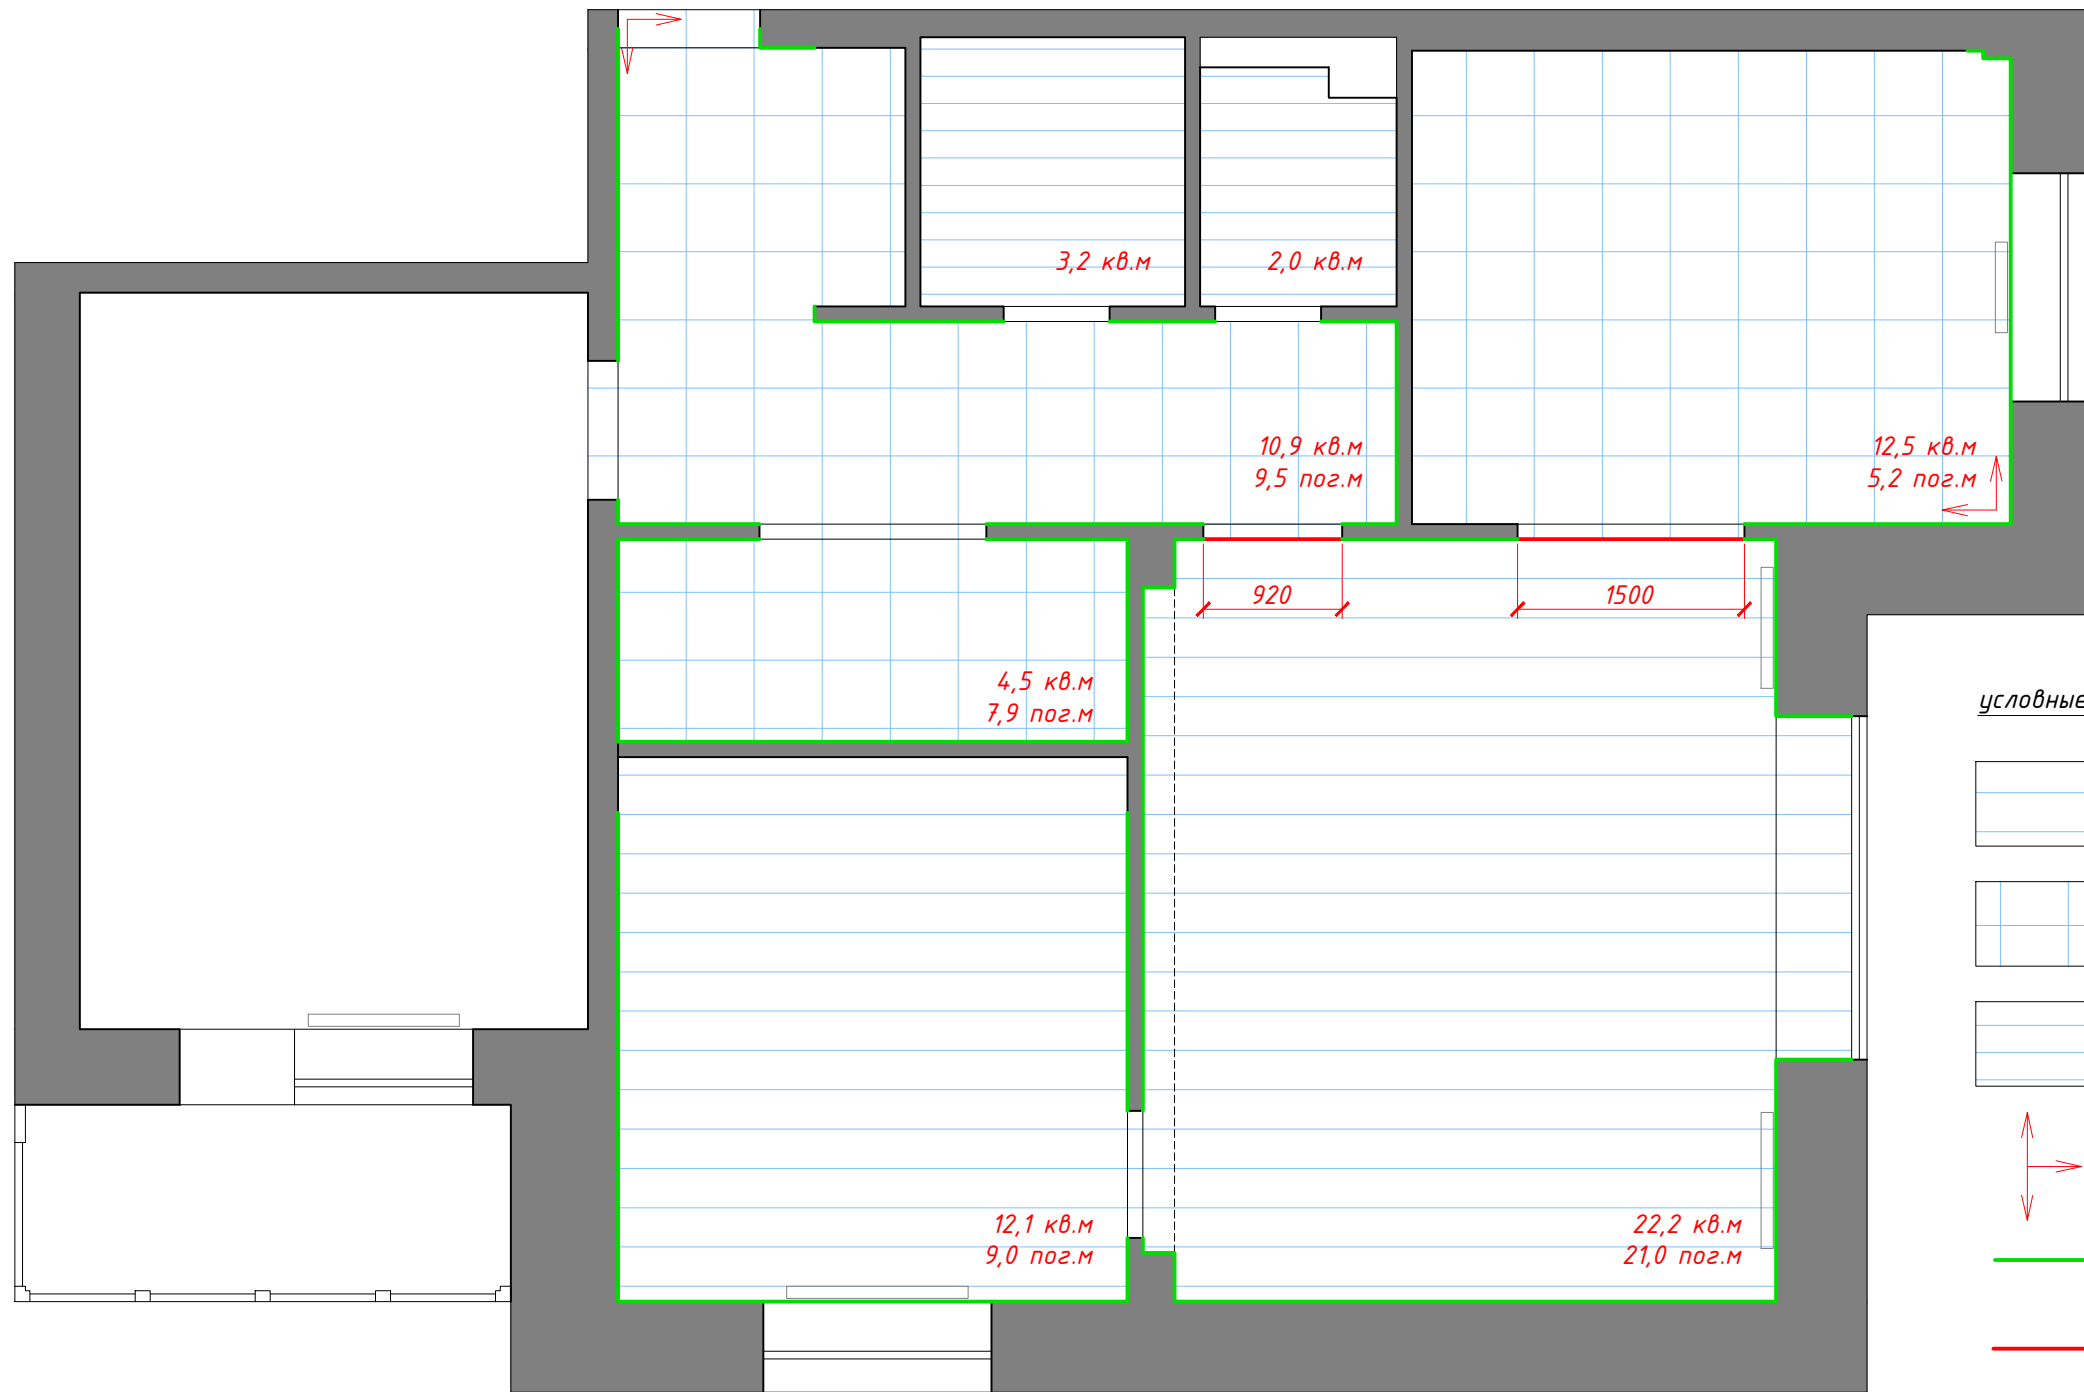 3,2 кв.м
2,0 кв.м
10,9 кв.м
9,5 пог.м
12,5 кв.м
5,2 пог.м
920
1500
4,5 кв.м
7,9 пог.м
условные
12,1 кв.м
9,0 пог.м
22,2 кв.м
21,0 пог.м